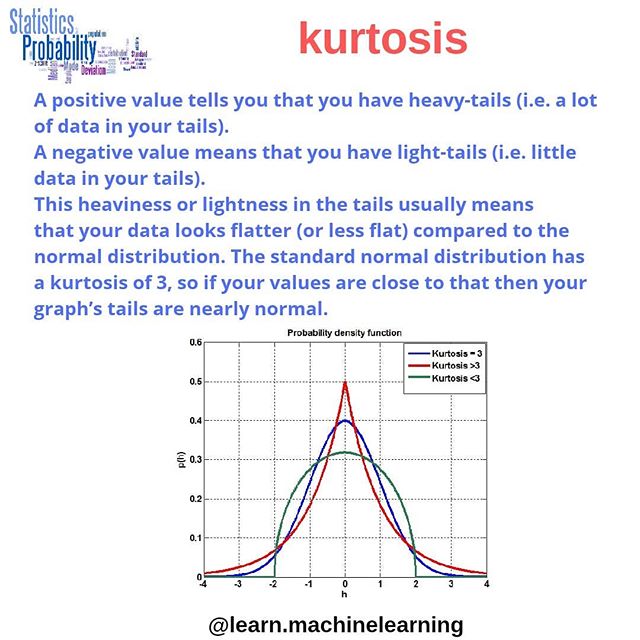 Statistics
Probability
Deviation
Mode
Standard
kurtosis
A positive value tells you that you have heavy-tails (i.e. a lot
of data in your tails).
A negative value means that you have light-tails (i.e. little
data in your tails).
This heaviness or lightness in the tails usually means
that your data looks flatter (or less flat) compared to the
normal distribution. The standard normal distribution has
a kurtosis of 3, so if your values are close to that then your
graph’s tails are nearly normal.
Probability density function
Kurtosis = 3
Kurtosis >3
Kurtosis <3
0.6
0.5
0.4
0.3
0.2
0.1
0
p(h)
-4 -3 -2 -1 0 1 2 3 4
h
@learn.machinelearning